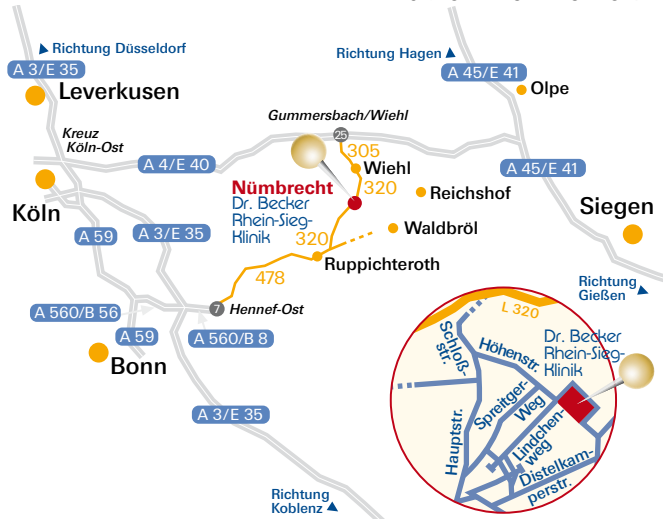 Richtung Düsseldorf
A 3/E 35
Leverkusen
Richtung Hagen
A 45/E 41
Olpe
Kreuz
Köln-Ost
Gummersbach/Wiehl
25
305
A 4/E 40
Wiehl
A 45/E 41
320
Nümbrecht
Dr. Becker
Rhein-Sieg-
Klinik
Reichshof
Köln
Siegen
A 59
A 3/E 35
Waldbröl
320
Ruppichteroth
478
Richtung
Gießen
A 560/B 56
7
Hennef-Ost
A 59
A 560/B 8
Bonn
A 3/E 35
Richtung
Koblenz
L 320
Schloß-
str.
Höhenstr.
Dr. Becker
Rhein-Sieg-
Klinik
Spreitger-
Weg
Hauptstr.
Lindchen-
weg
Distelkam-
perstr.